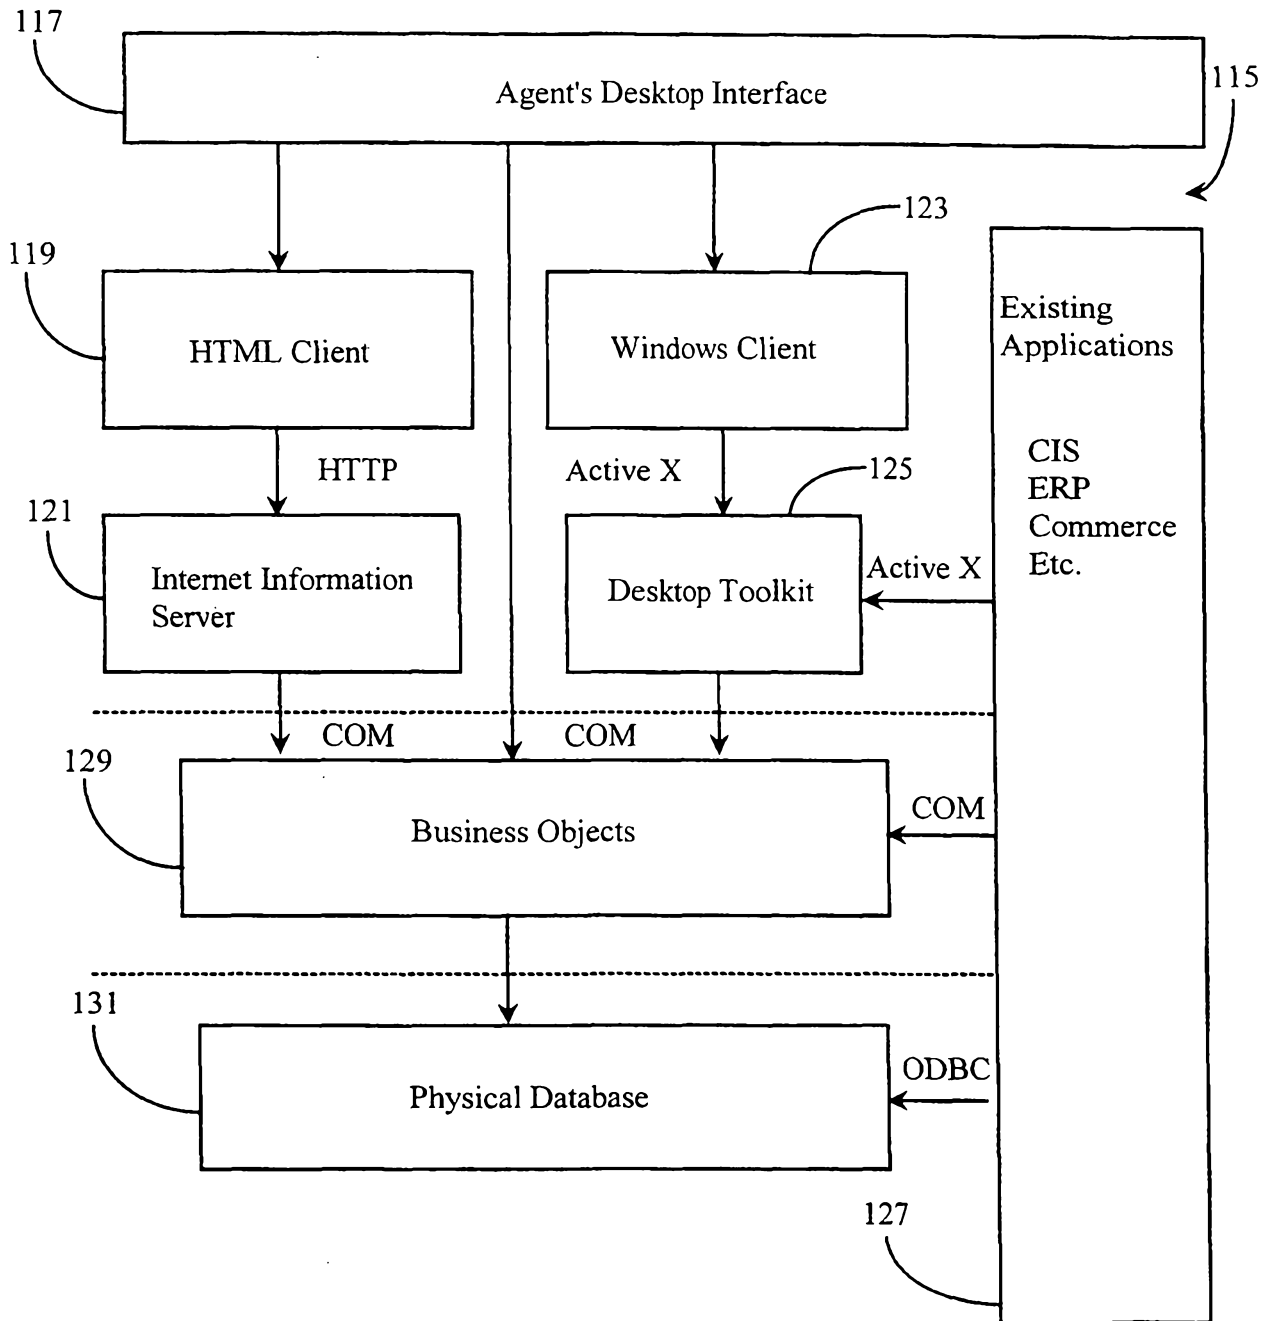 117
Agent's Desktop Interface
115
123
119
HTML Client
Windows Client
Existing
Applications
CIS
ERP
Commerce
Etc.
HTTP
Active X
125
121
Internet Information
Server
Desktop Toolkit
Active X
COM
COM
129
Business Objects
COM
131
Physical Database
ODBC
127